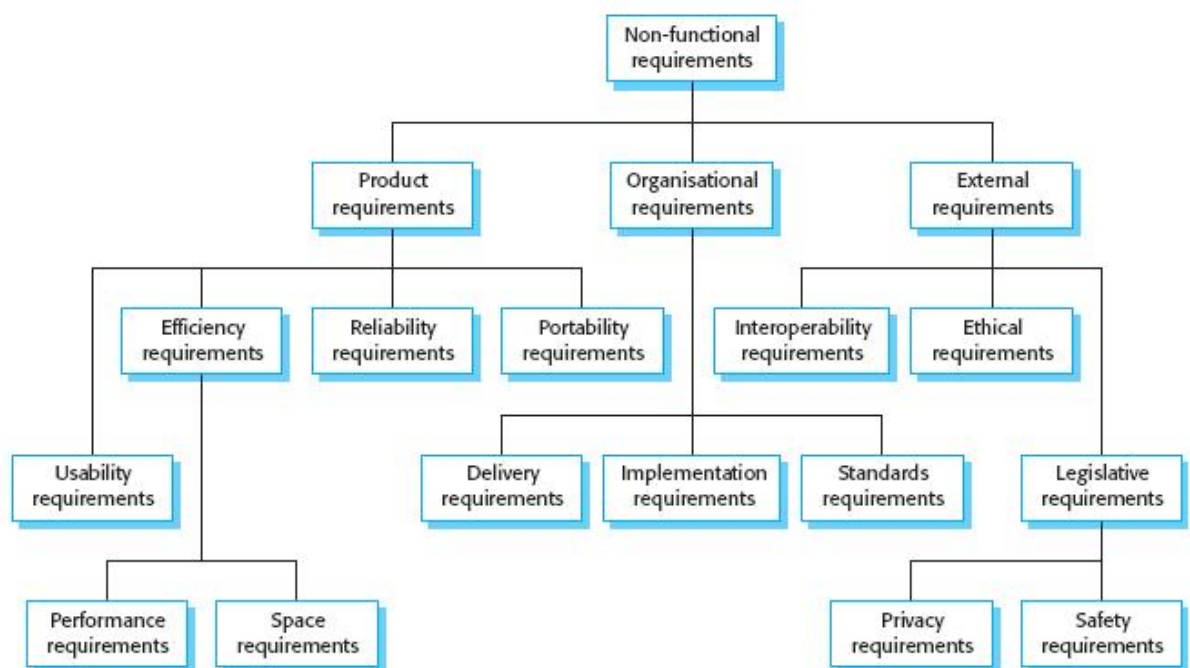 Non-functional
requirements
Product
requirements
Organisational
requirements
External
requirements
Efficiency
requirements
Reliability
requirements
Portability
requirements
Interoperability
requirements
Ethical
requirements
Usability
requirements
Delivery
requirements
Implementation
requirements
Standards
requirements
Legislative
requirements
Performance
requirements
Space
requirements
Privacy
requirements
Safety
requirements